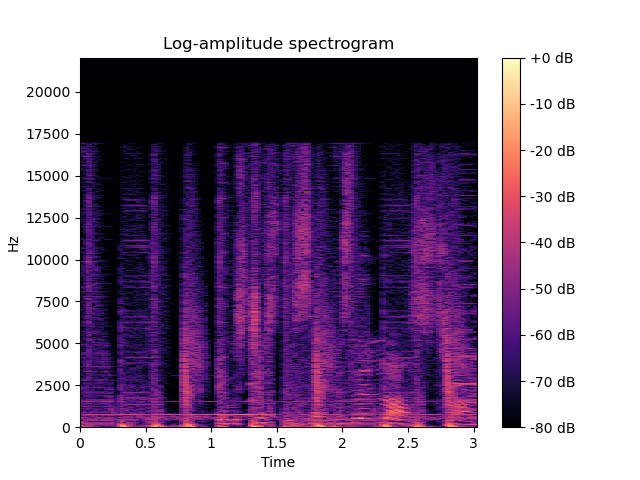 Log-amplitude spectrogram
+0 dB
20000
-10 dB
17500
-20 dB
15000
-30 dB
12500
-40 dB
Hz
10000
-50 dB
7500
-60 dB
5000
-70 dB
2500
0
-80 dB
0 0.5 1 1.5 2 2.5 3
Time